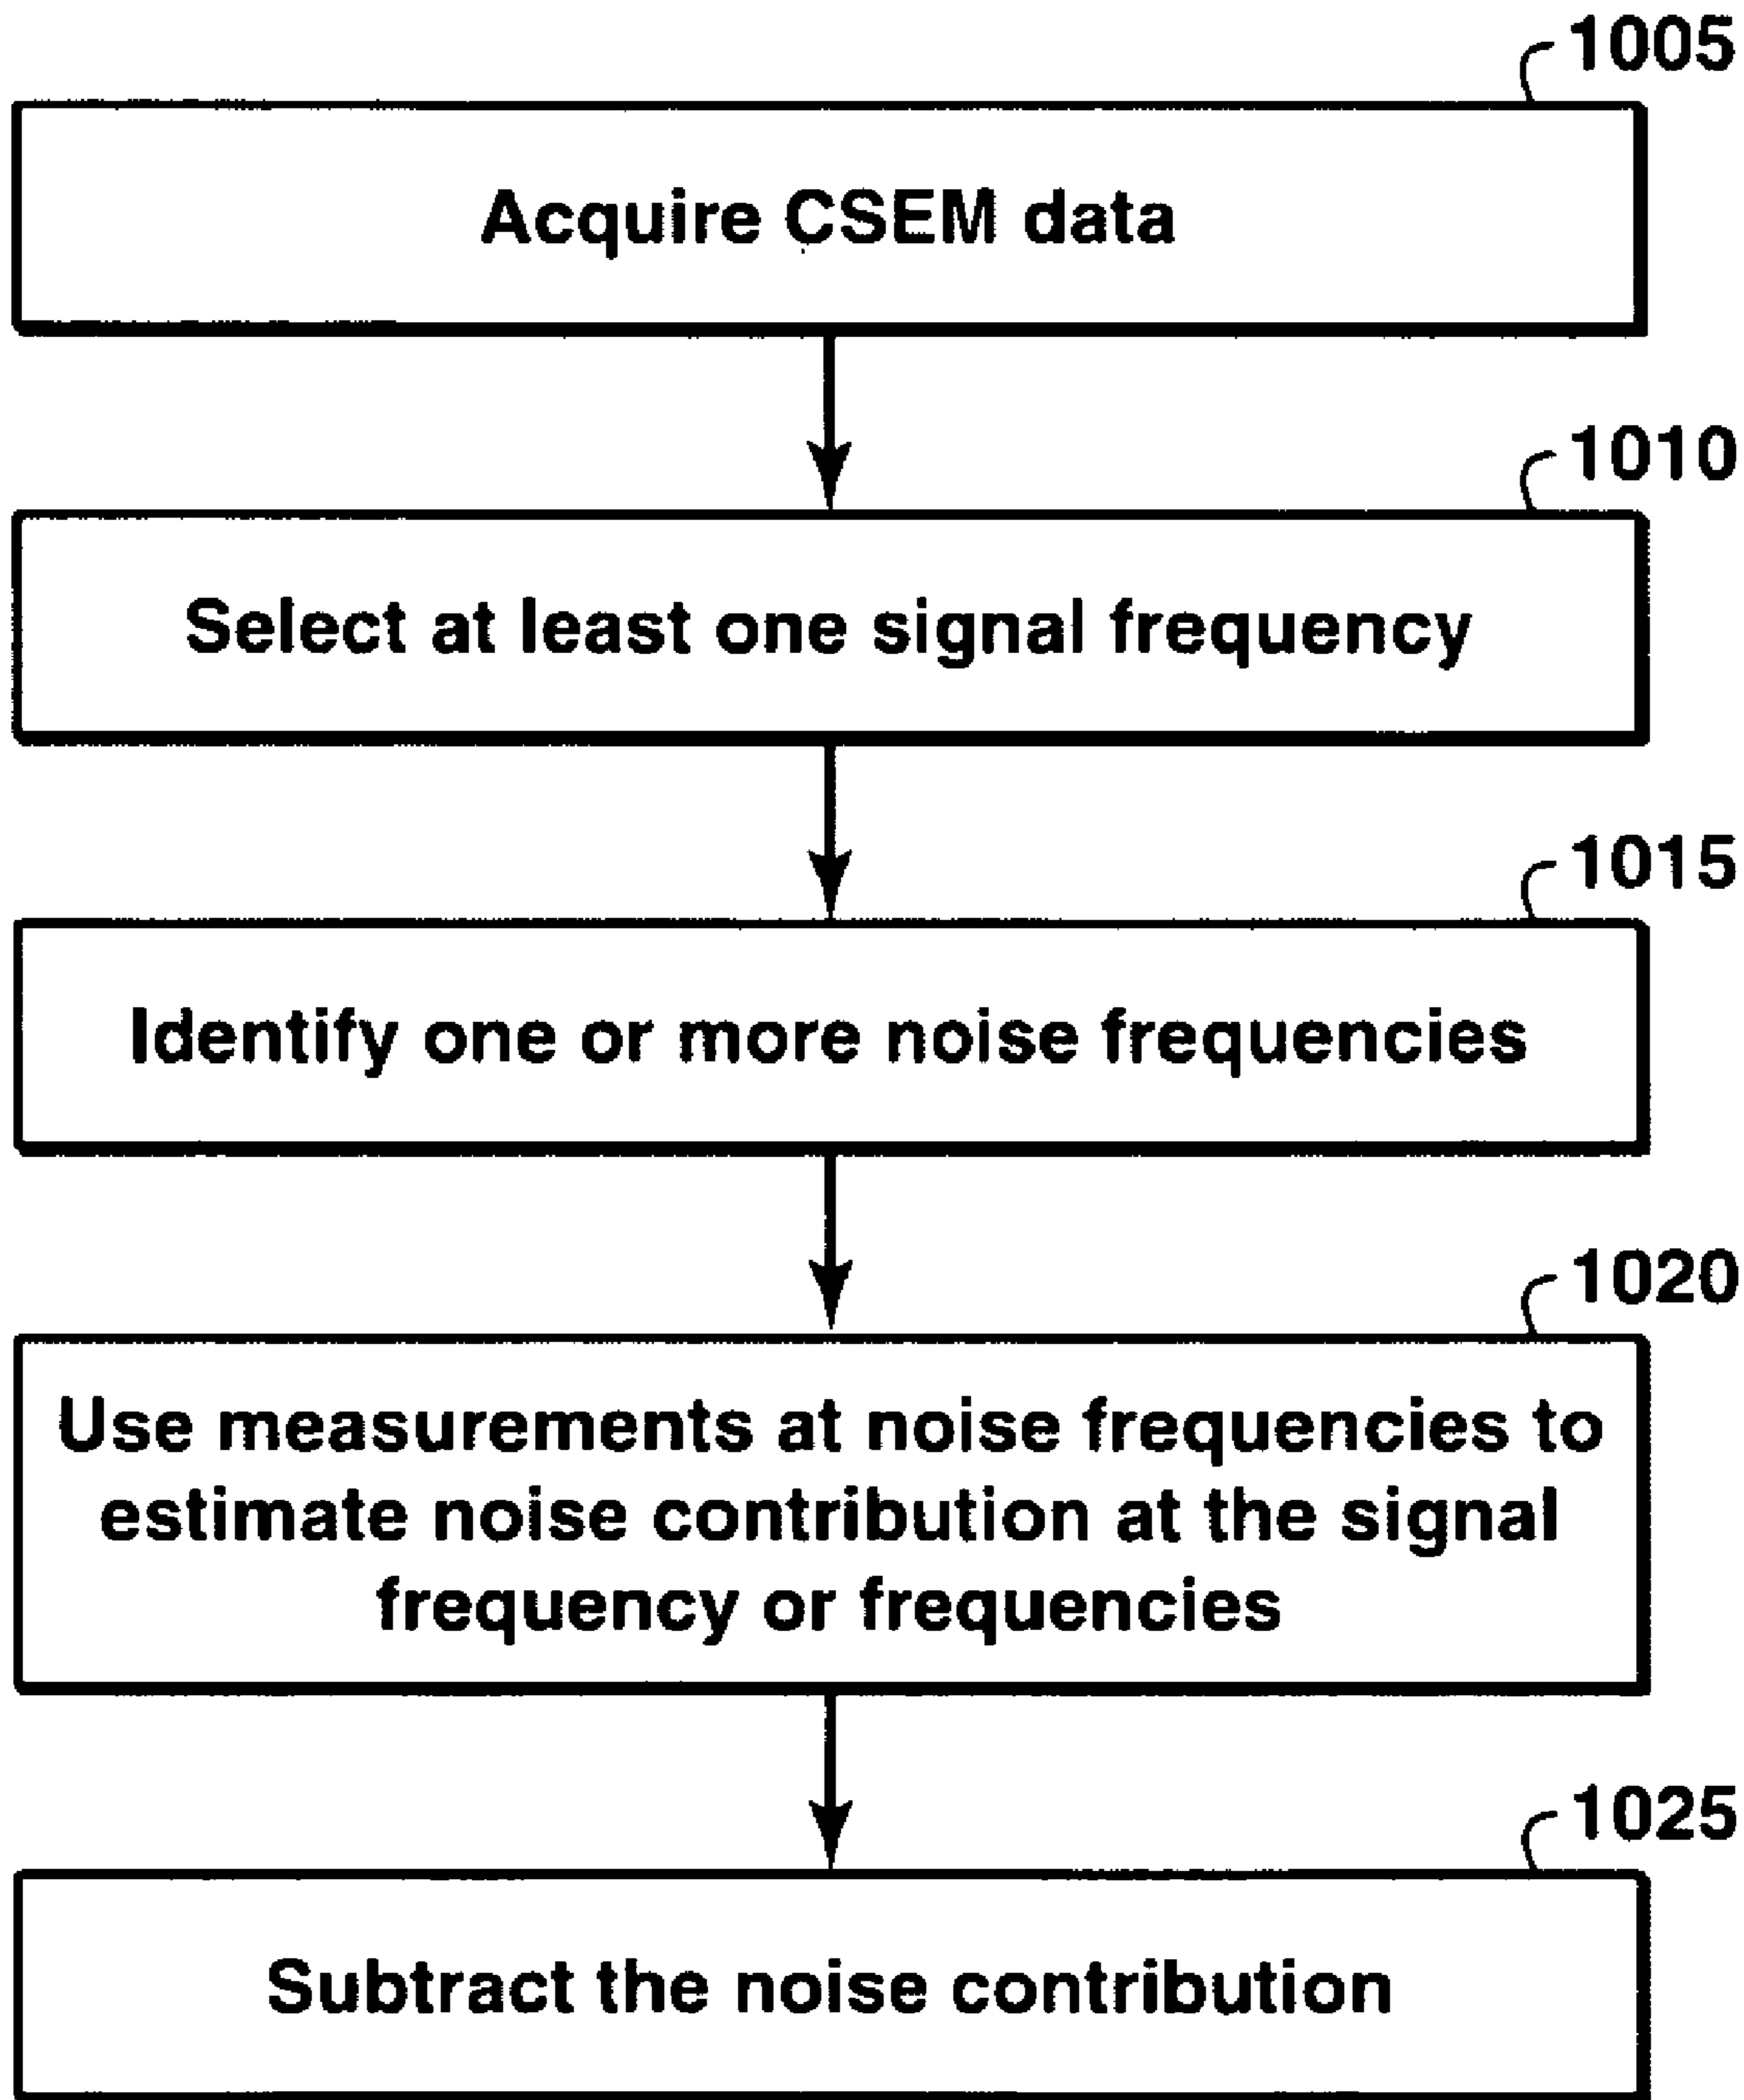 1005
Acquire CSEM data
1010
Select at least one signal frequency
1015
Identify one or more noise frequencies
1020
Use measurements at noise frequencies to
estimate noise contribution at the signal
frequency or frequencies
1025
Subtract the noise contribution